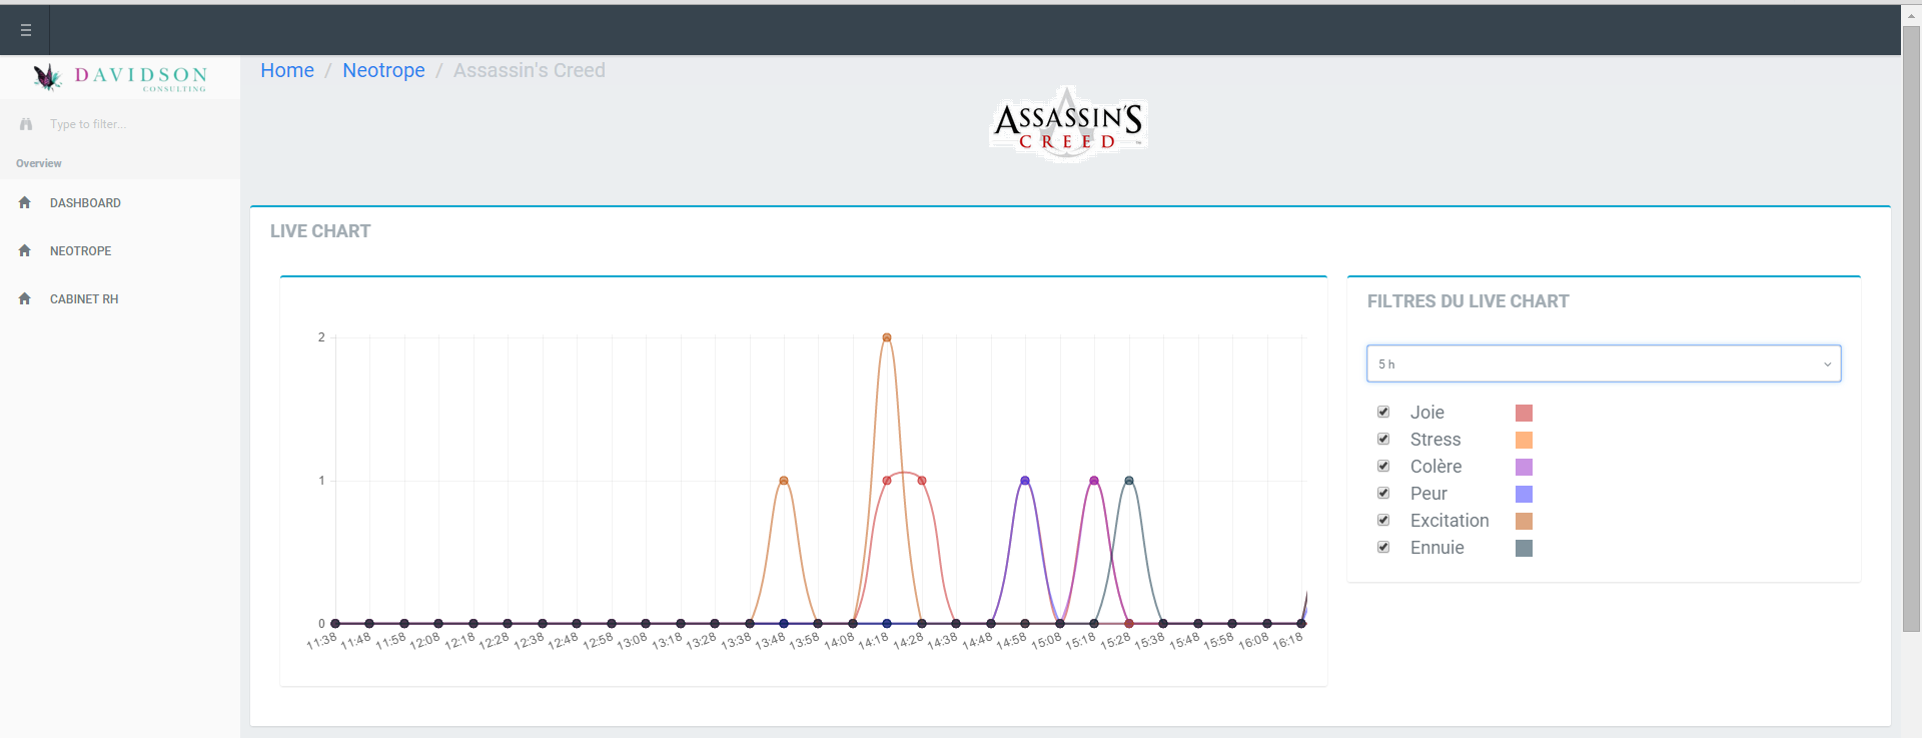 DAVIDSON
CONSULTING
Type to filter...
Overview
DASHBOARD
NEOTROPE
CABINET RH
Home / Neotrope / Assassin's Creed
ASSASSIN'S
CREED
LIVE CHART
2
1
0
11:38 11:48 11:58 12:08 12:18 12:28 12:38 12:48 12:58 13:08 13:18 13:28 13:38 13:48 13:58 14:08 14:18 14:28 14:38 14:48 14:58 15:08 15:18 15:28 15:38 15:48 15:58 16:08 16:18
FILTRES DU LIVE CHART
5 h
Joie
Stress
Colère
Peur
Excitation
Ennuie